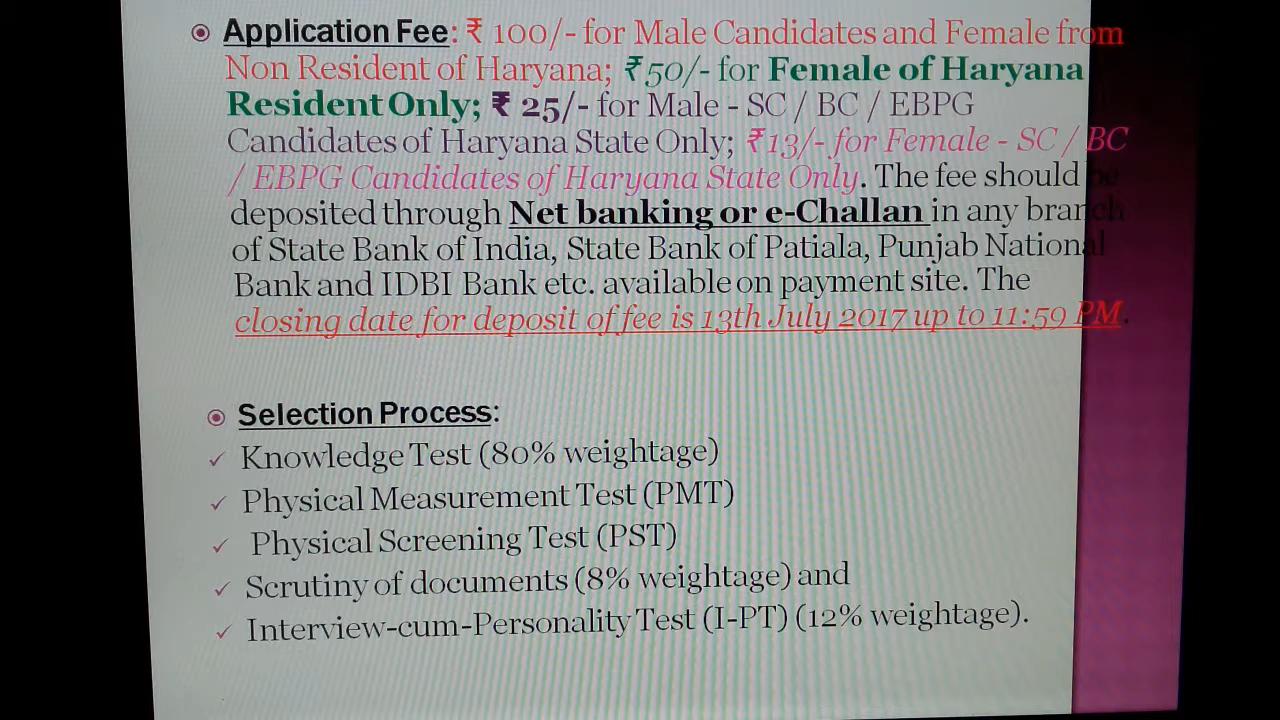 Application Fee: ₹ 100/- for Male Candidates and Female from
Non Resident of Haryana; ₹50/- for Female of Haryana
Resident Only; ₹ 25/- for Male - SC / BC / EBPG
Candidates of Haryana State Only; ₹13/- for Female - SC / BC
/ EBPG Candidates of Haryana State Only. The fee should be
deposited through Net banking or e-Challan in any branch
of State Bank of India, State Bank of Patiala, Punjab National
Bank and IDBI Bank etc. available on payment site. The
closing date for deposit of fee is 13th July 2017 up to 11:59 PM.
Selection Process:
Knowledge Test (80% weightage)
Physical Measurement Test (PMT)
Physical Screening Test (PST)
Scrutiny of documents (8% weightage) and
Interview-cum-Personality Test (I-PT) (12% weightage).